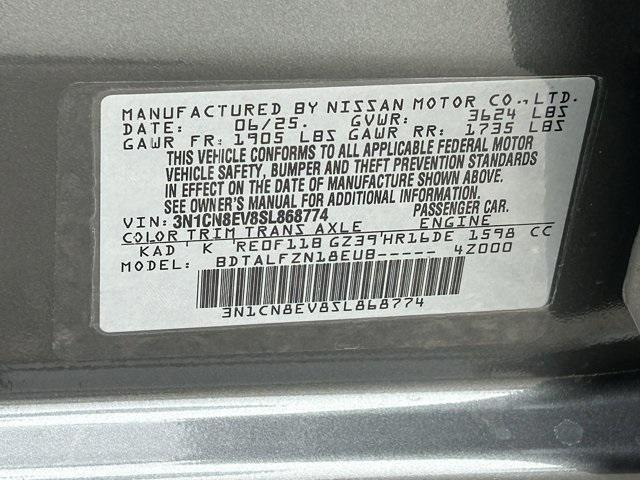 MANUFACTURED BY NISSAN MOTOR CO., LTD.
DATE: 06/25. GVWR: 3624 LBS
GAWR FR: 1905 LBS GAWR RR: 1735 LBS
THIS VEHICLE CONFORMS TO ALL APPLICABLE FEDERAL MOTOR
VEHICLE SAFETY, BUMPER AND THEFT PREVENTION STANDARDS
IN EFFECT ON THE DATE OF MANUFACTURE SHOWN ABOVE.
SEE OWNER'S MANUAL FOR ADDITIONAL INFORMATION.
VIN: 3N1CN8EV8SL868774 PASSENGER CAR.
COLOR TRIM TRANS AXLE ENGINE
KAD K RE0F11B GZ39 HR16DE 1598 CC
MODEL: BDTALFZN18EUB----- 4Z000
3N1CN8EV8SL868774